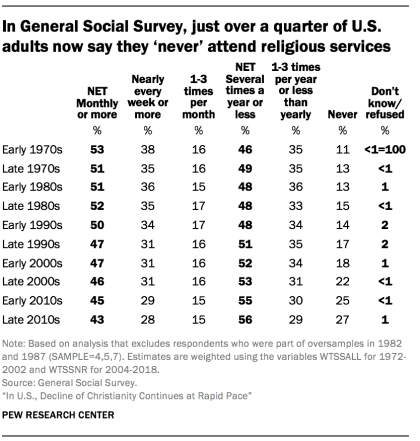 In General Social Survey, just over a quarter of U.S.
adults now say they ‘never’ attend religious services
NET Monthly or more Nearly every week or more 1-3 times per month NET Several times a year or less 1-3 times per year or less than yearly Never Don't know/ refused
% % % % % % %
Early 1970s 53 38 16 46 35 11 <1=100
Late 1970s 51 35 16 49 35 13 <1
Early 1980s 51 36 15 48 36 13 1
Late 1980s 52 35 17 48 33 15 <1
Early 1990s 50 34 17 48 34 14 2
Late 1990s 47 31 16 51 35 17 2
Early 2000s 47 31 16 52 34 18 1
Late 2000s 46 31 16 53 31 22 <1
Early 2010s 45 29 15 55 30 25 <1
Late 2010s 43 28 15 56 29 27 1
Note: Based on analysis that excludes respondents who were part of oversamples in 1982
and 1987 (SAMPLE=4,5,7). Estimates are weighted using the variables WTSSALL for 1972-
2002 and WTSSNR for 2004-2018.
Source: General Social Survey.
“In U.S., Decline of Christianity Continues at Rapid Pace”
PEW RESEARCH CENTER